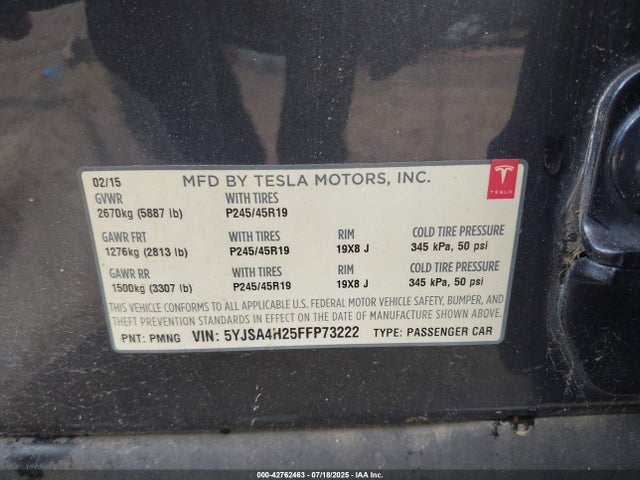 02/15 MFD BY TESLA MOTORS, INC.
TESLA
GVWR WITH TIRES
2670kg (5887 lb) P245/45R19
GAWR FRT WITH TIRES RIM COLD TIRE PRESSURE
1276kg (2813 lb) P245/45R19 19X8 J 345 kPa, 50 psi
GAWR RR WITH TIRES RIM COLD TIRE PRESSURE
1500kg (3307 lb) P245/45R19 19X8 J 345 kPa, 50 psi
THIS VEHICLE CONFORMS TO ALL APPLICABLE U.S. FEDERAL MOTOR VEHICLE SAFETY, BUMPER, AND
THEFT PREVENTION STANDARDS IN EFFECT ON THE DATE OF MANUFACTURE SHOWN ABOVE.
PNT: PMNG VIN: 5YJSA4H25FFP73222 TYPE: PASSENGER CAR
000-42762463 - 07/18/2025 - IAA Inc.